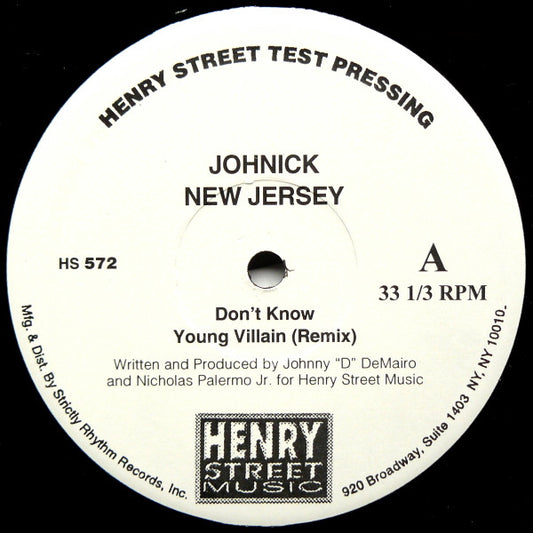 HENRY STREET TEST PRESSING
JOHNICK
NEW JERSEY
HS 572
A
33 1/3 RPM
Don't Know
Young Villain (Remix)
Written and Produced by Johnny "D" DeMairo
and Nicholas Palermo Jr. for Henry Street Music
Mfg. & Dist. By Strictly Rhythm Records, Inc.
920 Broadway, Suite 1403 NY, NY 10010
HENRY
STREET
MUSIC